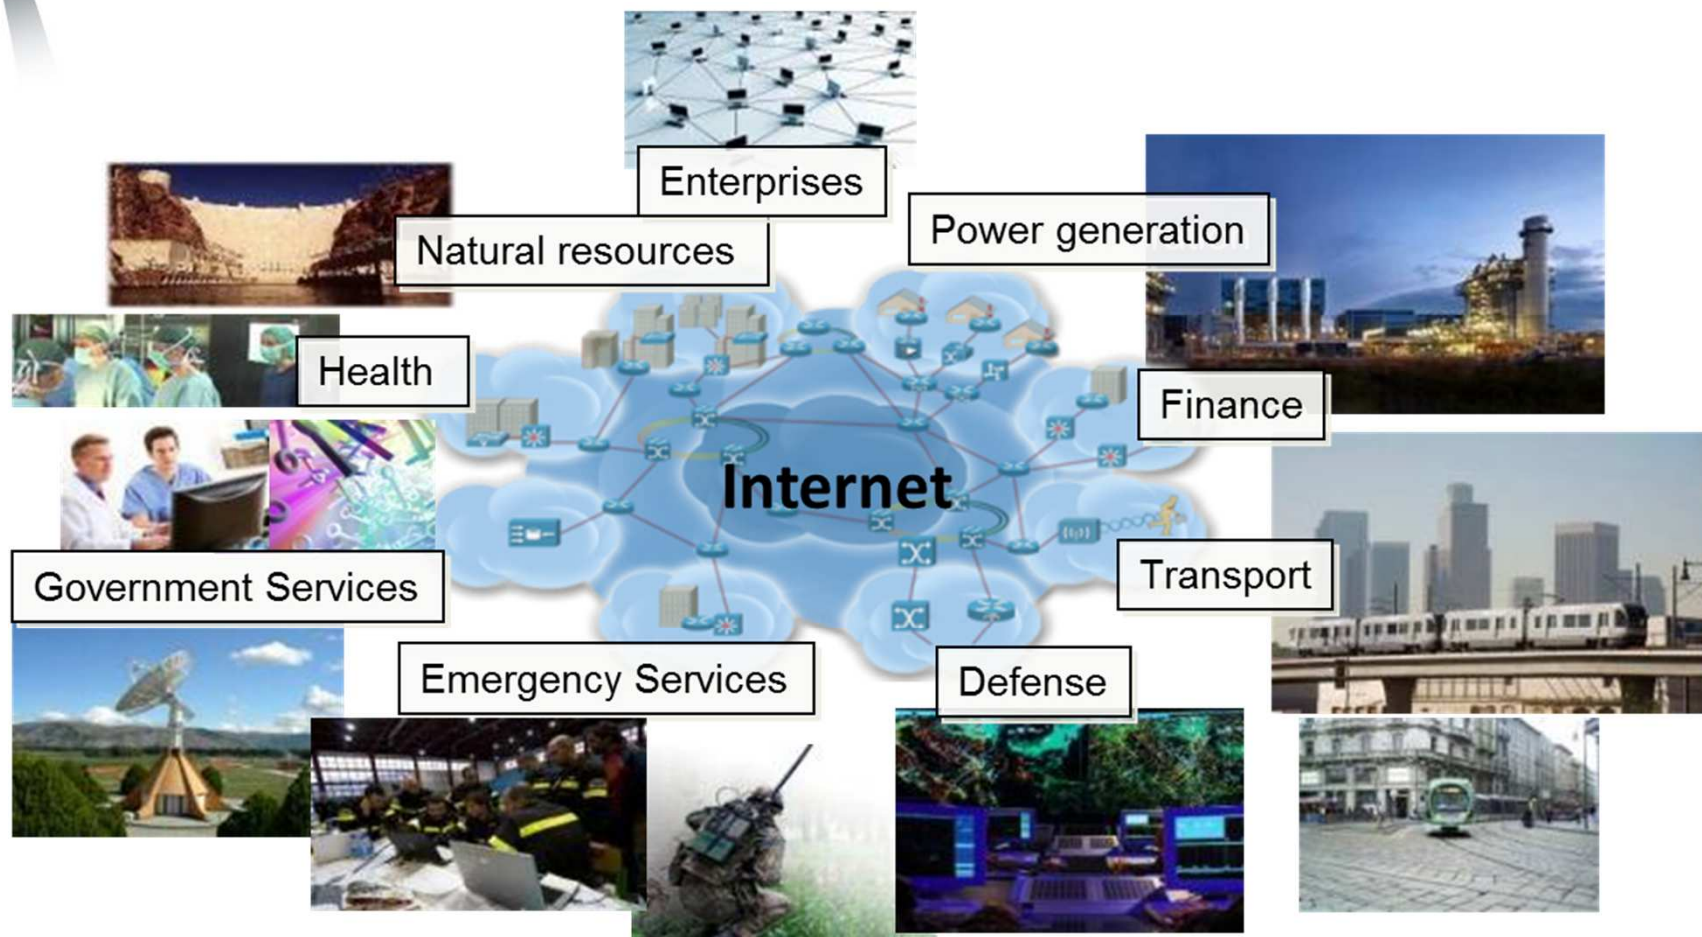 Enterprises
Natural resources
Power generation
Health
Finance
Internet
Government Services
Transport
Emergency Services
Defense